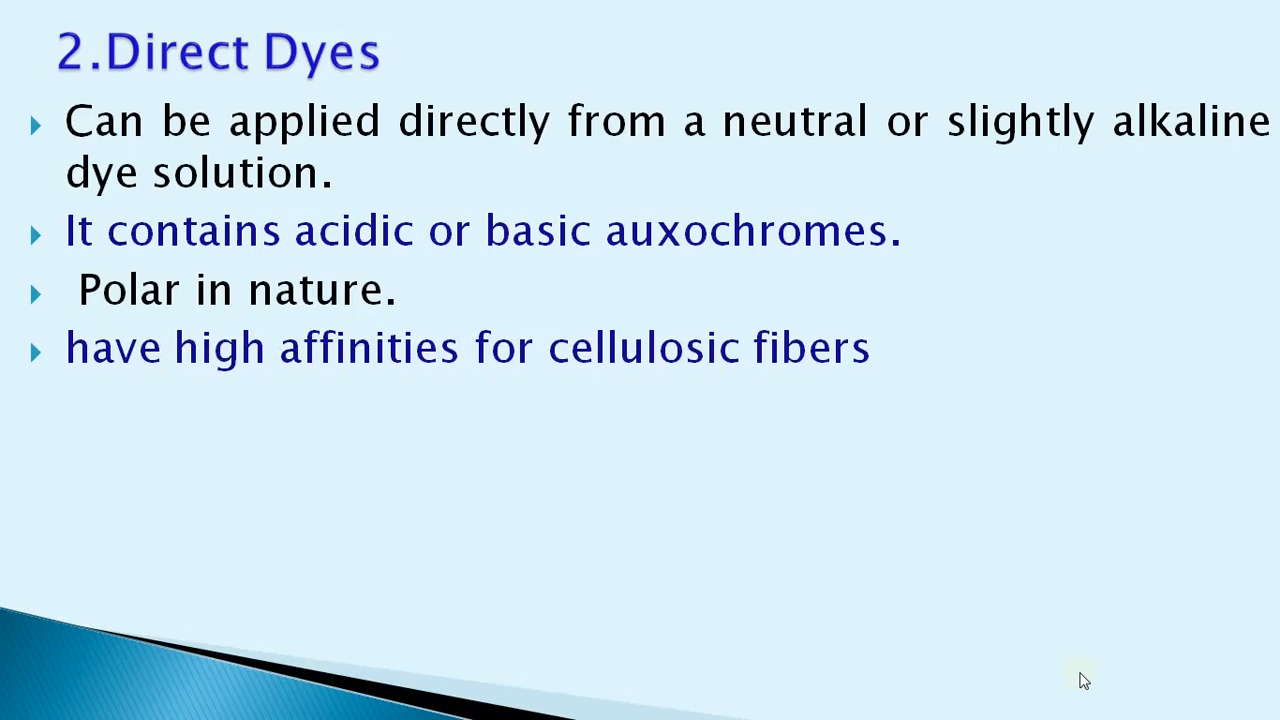 2.Direct Dyes
Can be applied directly from a neutral or slightly alkaline
dye solution.
It contains acidic or basic auxochromes.
Polar in nature.
have high affinities for cellulosic fibers